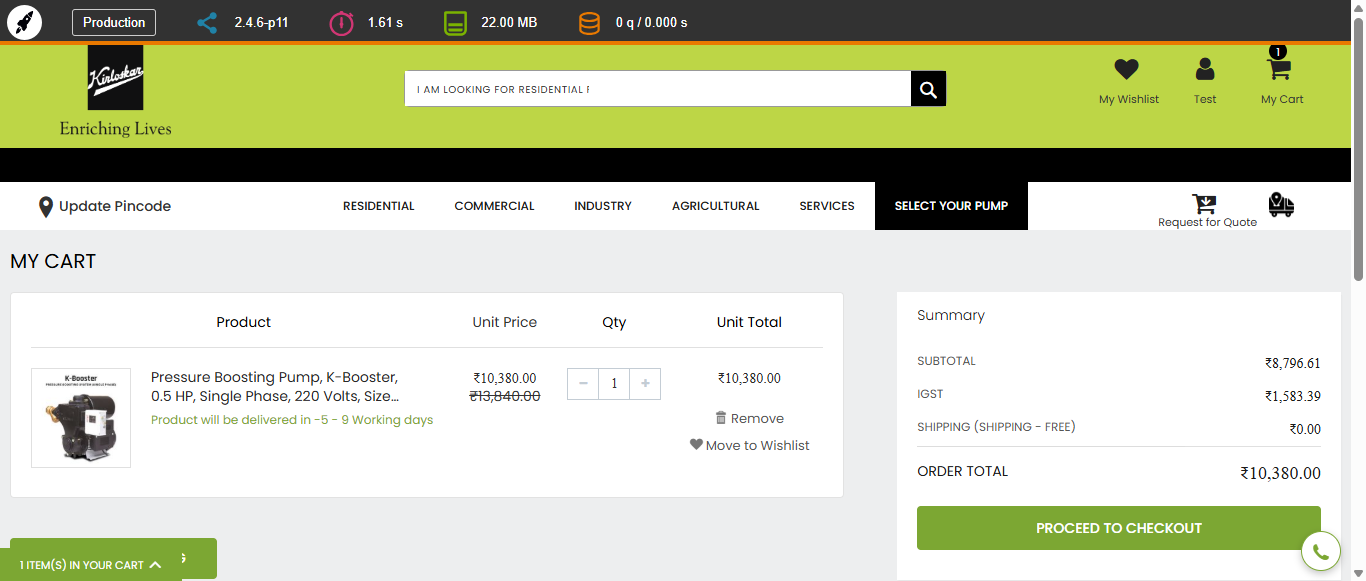 Production 2.4.6-p11 1.61 s 22.00 MB 0 q / 0.000 s
Kirloskar
Enriching Lives
I AM LOOKING FOR RESIDENTIAL P
1
My Wishlist Test My Cart
Update Pincode RESIDENTIAL COMMERCIAL INDUSTRY AGRICULTURAL SERVICES SELECT YOUR PUMP
Request for Quote
MY CART
Product Unit Price Qty Unit Total
K-Booster
PRESSURE BOOSTING SYSTEM (SINGLE PHASE)
Pressure Boosting Pump, K-Booster,
0.5 HP, Single Phase, 220 Volts, Size...
Product will be delivered in -5 - 9 Working days
₹10,380.00
₹13,840.00
− 1 +
₹10,380.00
Remove
Move to Wishlist
Summary
SUBTOTAL ₹8,796.61
IGST ₹1,583.39
SHIPPING (SHIPPING - FREE) ₹0.00
ORDER TOTAL ₹10,380.00
PROCEED TO CHECKOUT
1 ITEM(S) IN YOUR CART